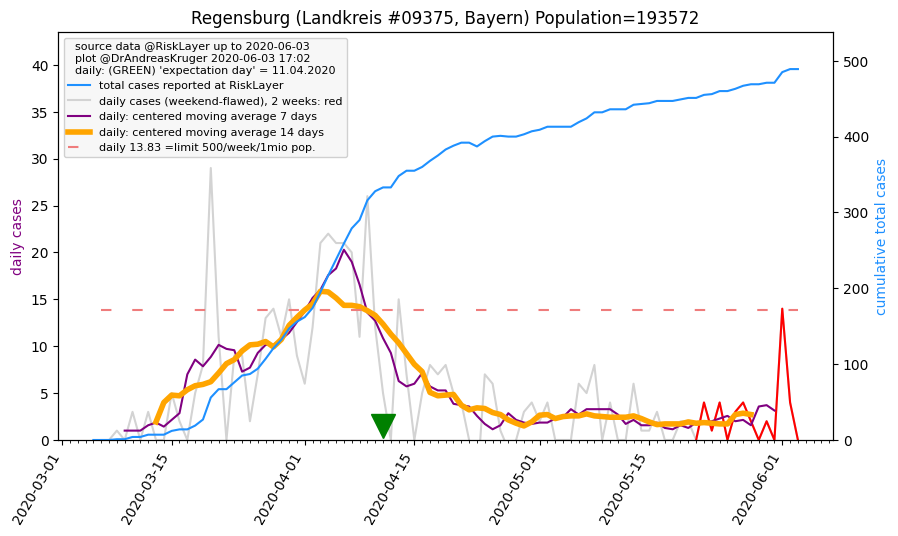 Regensburg (Landkreis #09375, Bayern) Population=193572
source data @RiskLayer up to 2020-06-03
plot @DrAndreasKruger 2020-06-03 17:02
daily: (GREEN) 'expectation day' = 11.04.2020
total cases reported at RiskLayer
daily cases (weekend-flawed), 2 weeks: red
daily: centered moving average 7 days
daily: centered moving average 14 days
daily 13.83 =limit 500/week/1mio pop.
daily cases
40
35
30
25
20
15
10
5
0
cumulative total cases
500
400
300
200
100
0
2020-03-01
2020-03-15
2020-04-01
2020-04-15
2020-05-01
2020-05-15
2020-06-01